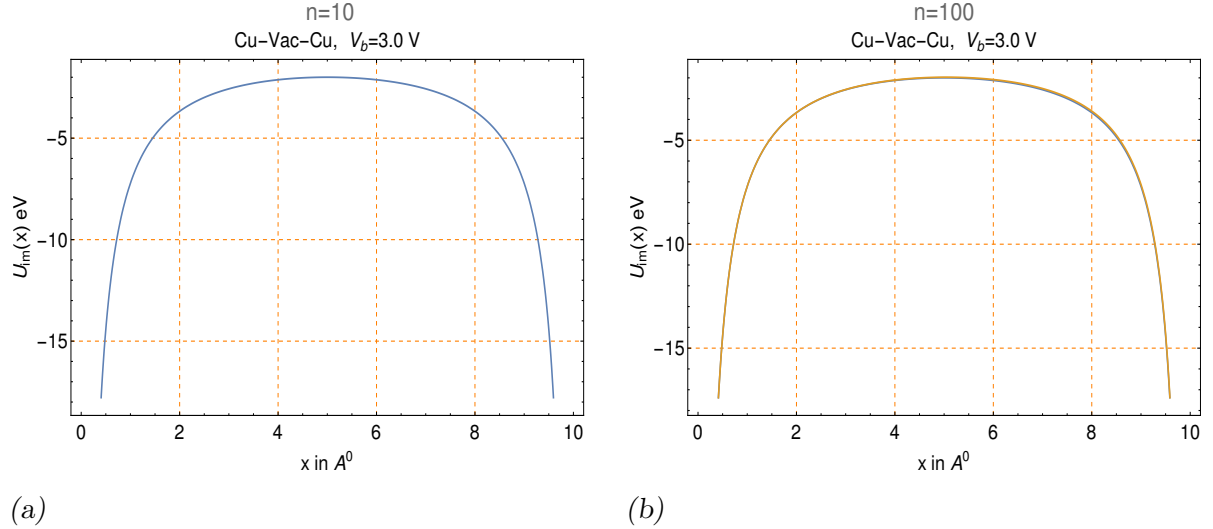 n=10
Cu−Vac−Cu, V_b=3.0 V
−5
−10
−15
U_im(x) eV
0 2 4 6 8 10
x in A^0
(a)
n=100
Cu−Vac−Cu, V_b=3.0 V
−5
−10
−15
U_im(x) eV
0 2 4 6 8 10
x in A^0
(b)